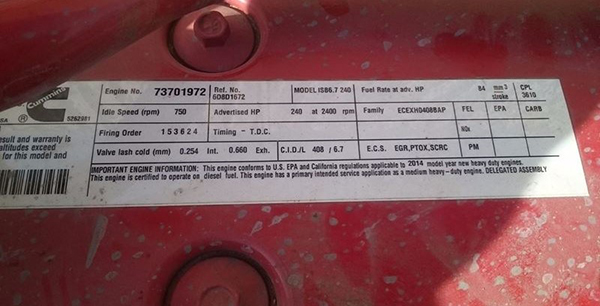 Cummins
5262981
Engine No. 73701972
Ref. No.
6D8D1672
MODEL ISB6.7 240
Fuel Rate at adv. HP
84 mm3 stroke
CPL
3610
Idle Speed (rpm) 750
Advertised HP 240 at 2400 rpm
Family ECEXH0408BAP
FEL EPA CARB
Firing Order 153624
Timing - T.D.C.
NOx
Valve lash cold (mm) 0.254 Int. 0.660 Exh.
C.I.D./L 408 / 6.7
E.C.S. EGR,PTOX,SCRC
PM
result and warranty is
altitudes exceed
for this model and
IMPORTANT ENGINE INFORMATION: This engine conforms to U.S. EPA and California regulations applicable to 2014 model year new heavy duty engines.
This engine is certified to operate on diesel fuel. This engine has a primary intended service application as a medium heavy-duty engine. DELEGATED ASSEMBLY